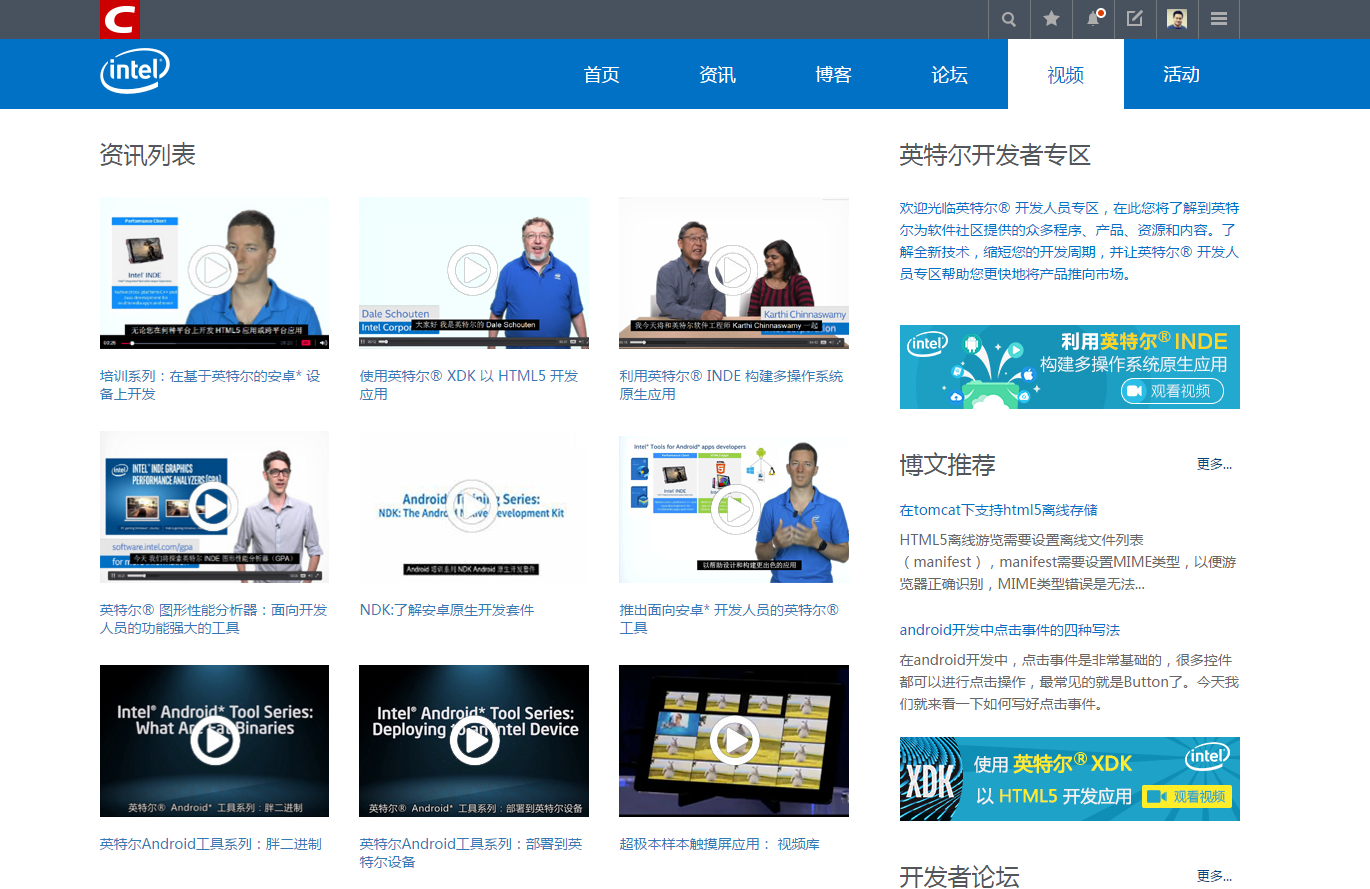 C
intel
首页
资讯
博客
论坛
视频
活动
资讯列表
Intel® INDE
无论您在何种平台上开发 HTML5 应用或跨平台应用
培训系列：在基于英特尔的安卓* 设
备上开发
Dale Schouten
Intel Corpor
大家好 我是英特尔的 Dale Schouten
使用英特尔® XDK 以 HTML5 开发
应用
Karthi Chinnaswamy
我今天将和英特尔软件工程师 Karthi Chinnaswamy 一起
利用英特尔® INDE 构建多操作系统
原生应用
intel
INTEL® INDE GRAPHICS
PERFORMANCE ANALYZERS (GPA)
software.intel.com/gpa
for more
今天 我们将探索英特尔 INDE 图形性能分析器（GPA）
英特尔® 图形性能分析器：面向开发
人员的功能强大的工具
Android Training Series:
NDK: The Android Native Development Kit
Android 培训系列 NDK Android 原生开发套件
NDK:了解安卓原生开发套件
Intel® Tools for Android* apps developers
以帮助设计和构建更出色的应用
推出面向安卓* 开发人员的英特尔®
工具
Intel® Android* Tool Series:
What Are Fat Binaries
英特尔® Android* 工具系列：胖二进制
英特尔Android工具系列：胖二进制
Intel® Android* Tool Series:
Deploying to an Intel Device
英特尔® Android* 工具系列：部署到英特尔设备
英特尔Android工具系列：部署到英
特尔设备
超极本样本触摸屏应用： 视频库
英特尔开发者专区
欢迎光临英特尔® 开发人员专区，在此您将了解到英特
尔为软件社区提供的众多程序、产品、资源和内容。了
解全新技术，缩短您的开发周期，并让英特尔® 开发人
员专区帮助您更快地将产品推向市场。
intel
利用英特尔® INDE
构建多操作系统原生应用
观看视频
博文推荐
更多...
在tomcat下支持html5离线存储
HTML5离线游览需要设置离线文件列表
（manifest），manifest需要设置MIME类型，以便游
览器正确识别，MIME类型错误是无法...
android开发中点击事件的四种写法
在android开发中，点击事件是非常基础的，很多控件
都可以进行点击操作，最常见的就是Button了。今天我
们就来看一下如何写好点击事件。
XDK
使用 英特尔® XDK
intel
以 HTML5 开发应用
观看视频
开发者论坛
更多...